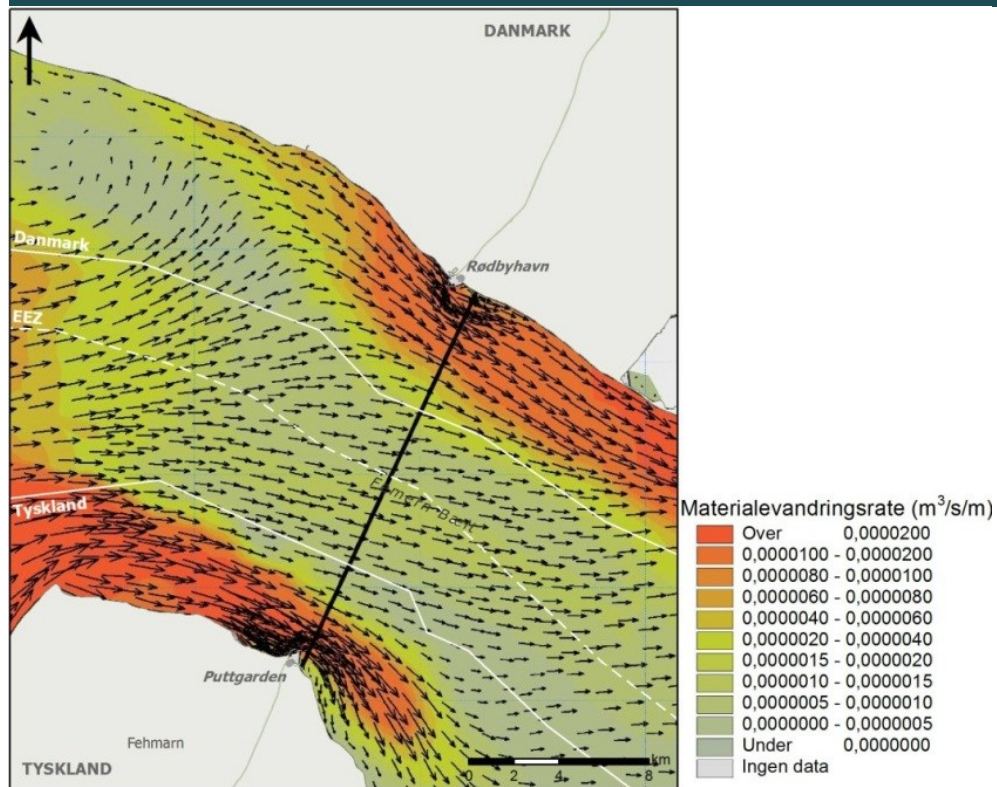 DANMARK
Rødbyhavn
Danmark
EEZ
Femern Bælt
Tyskland
Puttgarden
Fehmarn
TYSKLAND
km
0 2 4 8
Materialevandringsrate (m³/s/m)
Over 0,0000200
0,0000100 - 0,0000200
0,0000080 - 0,0000100
0,0000060 - 0,0000080
0,0000040 - 0,0000060
0,0000020 - 0,0000040
0,0000015 - 0,0000020
0,0000010 - 0,0000015
0,0000005 - 0,0000010
0,0000000 - 0,0000005
Under 0,0000000
Ingen data